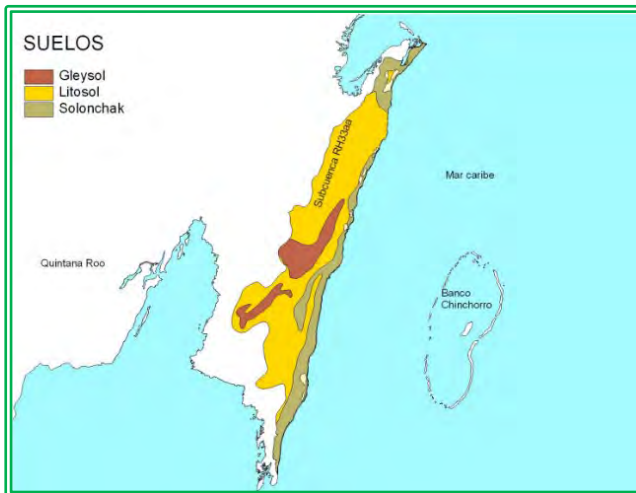 SUELOS
Gleysol
Litosol
Solonchak
Subcuenca RH33aa
Mar caribe
Quintana Roo
Banco
Chinchorro